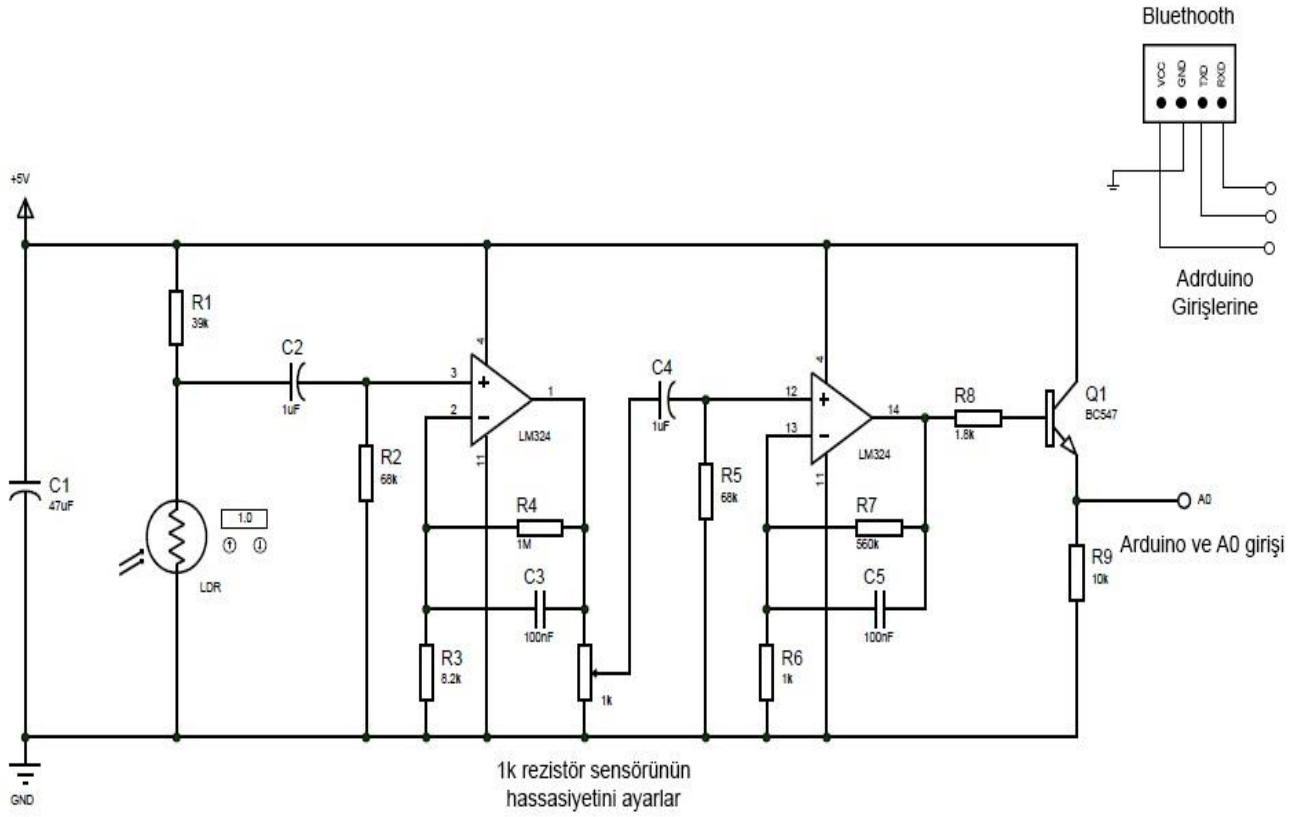 Bluethooth
VCC
GND
TXD
RXD
Adrduino
Girişlerine
+5V
R1
39k
C2
1uF
C1
47uF
1.0
LDR
R2
68k
3
2
4
1
11
LM324
R4
1M
C3
100nF
R3
8.2k
1k
C4
1uF
R5
68k
12
13
4
14
11
LM324
R7
560k
C5
100nF
R6
1k
R8
1.8k
Q1
BC547
A0
Arduino ve A0 girişi
R9
10k
GND
1k rezistör sensörünün
hassasiyetini ayarlar